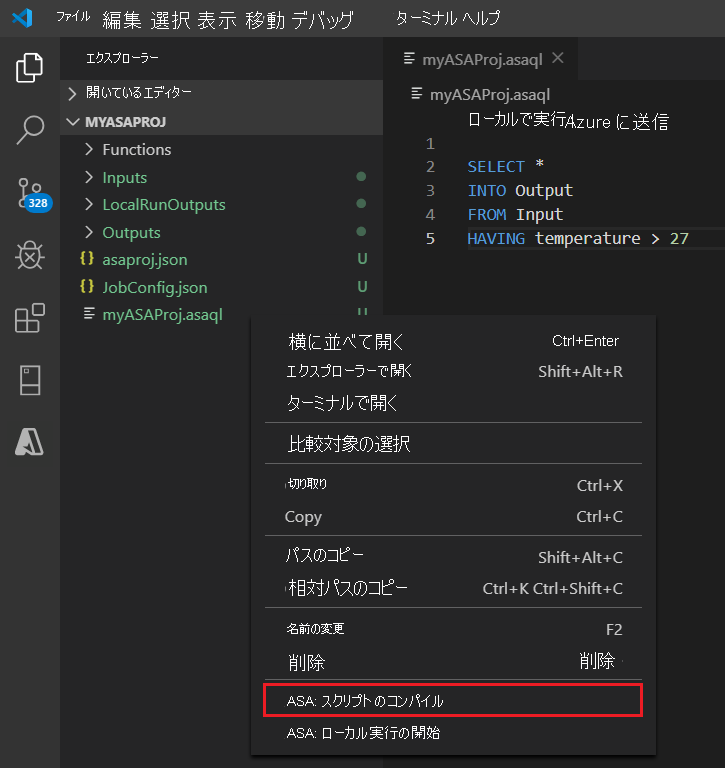 ファイル 編集 選択 表示 移動 デバッグ ターミナル ヘルプ
エクスプローラー
開いているエディター
MYASAPROJ
Functions
Inputs
LocalRunOutputs
Outputs
asaproj.json U
JobConfig.json U
myASAProj.asaql U
328
myASAProj.asaql
myASAProj.asaql
ローカルで実行 Azure に送信
1
2 SELECT *
3 INTO Output
4 FROM Input
5 HAVING temperature > 27
横に並べて開く Ctrl+Enter
エクスプローラーで開く Shift+Alt+R
ターミナルで開く
比較対象の選択
切り取り Ctrl+X
Copy Ctrl+C
パスのコピー Shift+Alt+C
相対パスのコピー Ctrl+K Ctrl+Shift+C
名前の変更 F2
削除 削除
ASA: スクリプトのコンパイル
ASA: ローカル実行の開始